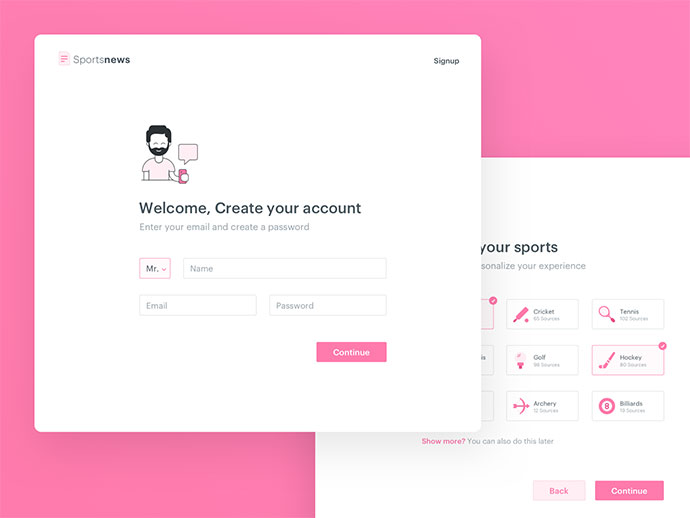 Sportsnews
Signup
Welcome, Create your account
Enter your email and create a password
Mr.
Name
Email
Password
Continue
your sports
your experience
Cricket
65 Sources
Tennis
102 Sources
Golf
98 Sources
Hockey
80 Sources
Archery
12 Sources
8
Billiards
19 Sources
Show more? You can also do this later
Back
Continue